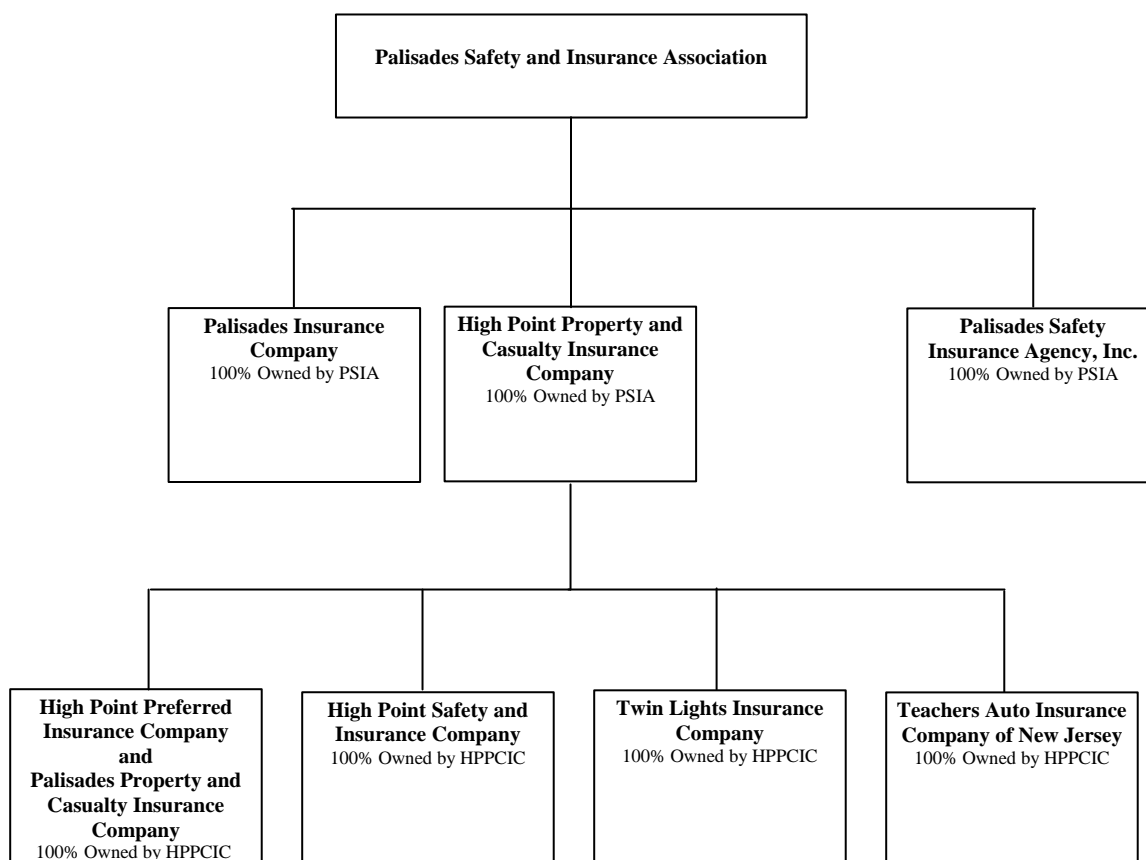 Palisades Safety and Insurance Association
Palisades Insurance
Company
100% Owned by PSIA
High Point Property and
Casualty Insurance
Company
100% Owned by PSIA
Palisades Safety
Insurance Agency, Inc.
100% Owned by PSIA
High Point Preferred
Insurance Company
and
Palisades Property and
Casualty Insurance
Company
100% Owned by HPPCIC
High Point Safety and
Insurance Company
100% Owned by HPPCIC
Twin Lights Insurance
Company
100% Owned by HPPCIC
Teachers Auto Insurance
Company of New Jersey
100% Owned by HPPCIC